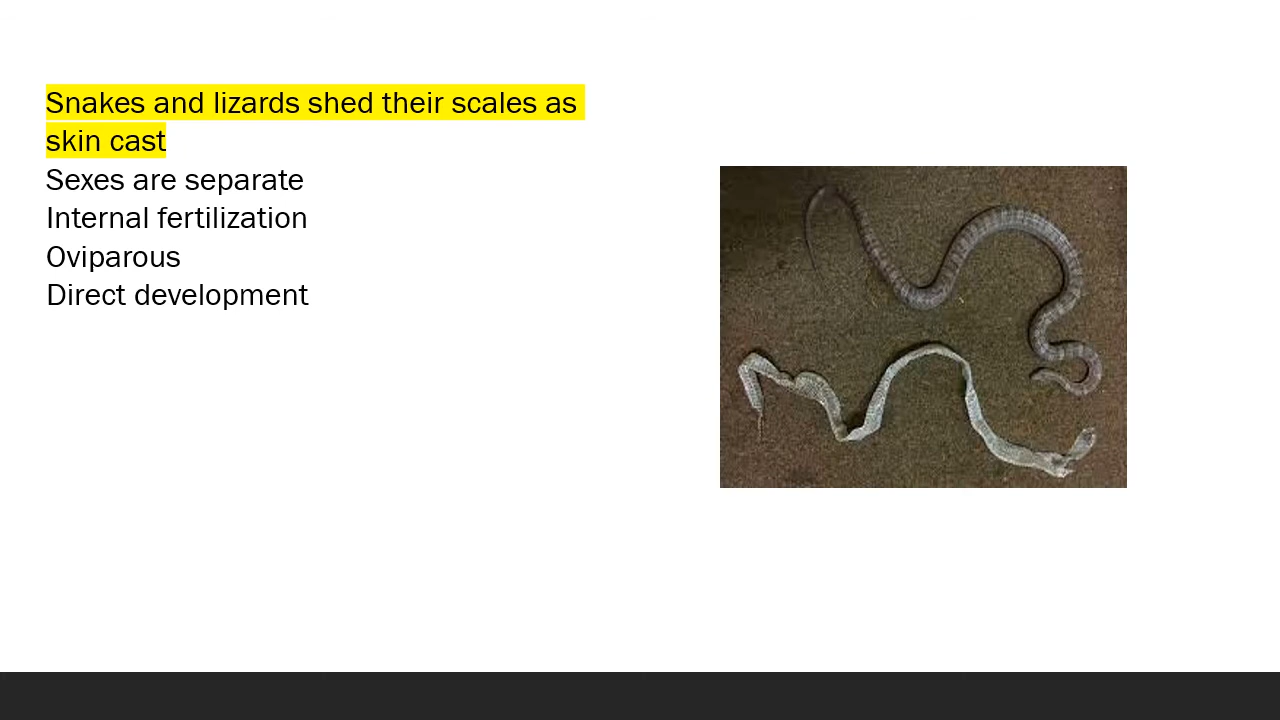 Snakes and lizards shed their scales as
skin cast
Sexes are separate
Internal fertilization
Oviparous
Direct development